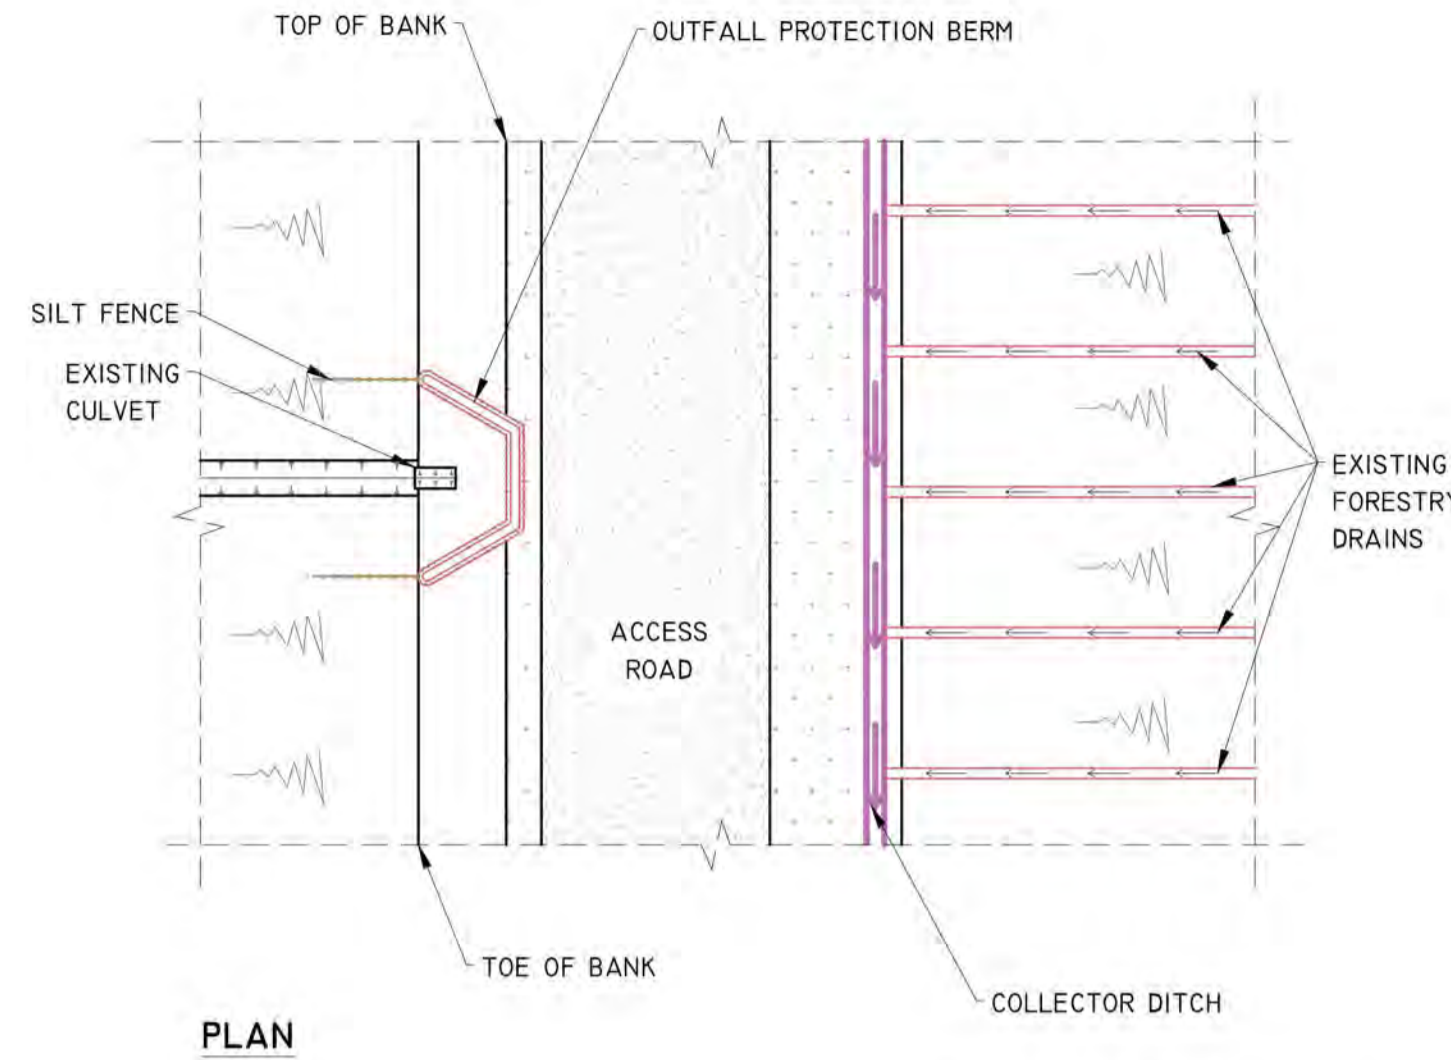 TOP OF BANK
OUTFALL PROTECTION BERM
SILT FENCE
EXISTING
CULVET
EXISTING
FORESTRY
DRAINS
ACCESS
ROAD
TOE OF BANK
COLLECTOR DITCH
PLAN